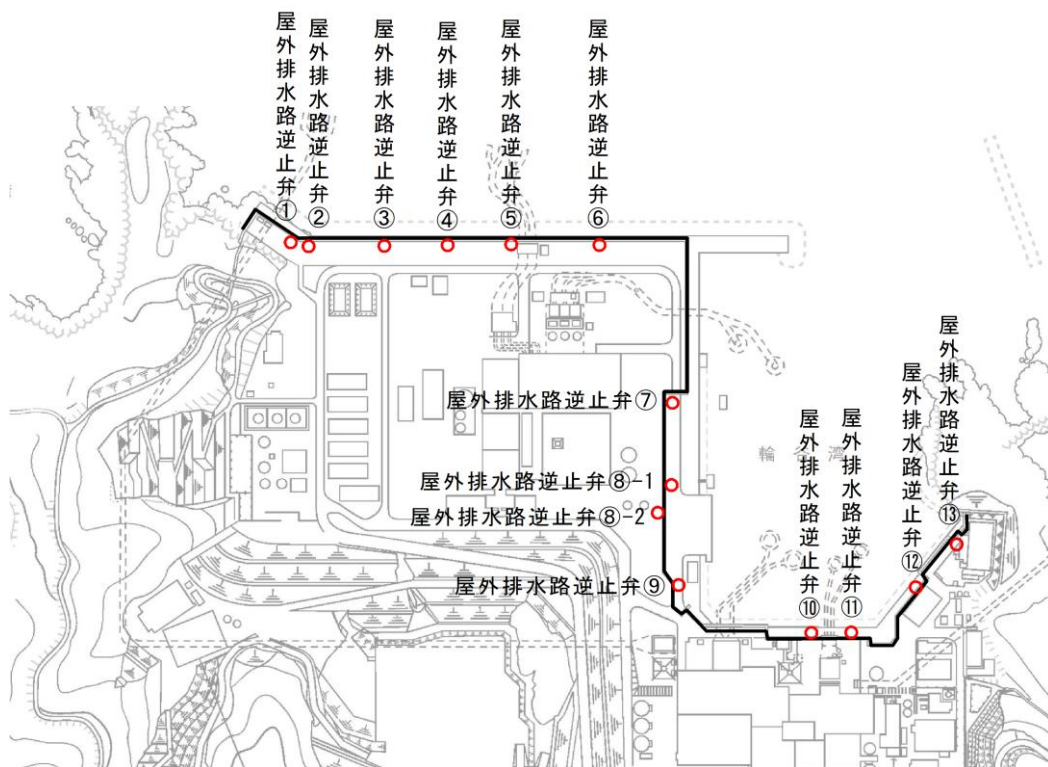 屋外排水路逆止弁①
屋外排水路逆止弁②
屋外排水路逆止弁③
屋外排水路逆止弁④
屋外排水路逆止弁⑤
屋外排水路逆止弁⑥
屋外排水路逆止弁⑦
屋外排水路逆止弁⑧-1
屋外排水路逆止弁⑧-2
屋外排水路逆止弁⑨
輪谷湾
屋外排水路逆止弁⑩
屋外排水路逆止弁⑪
屋外排水路逆止弁⑫
屋外排水路逆止弁⑬